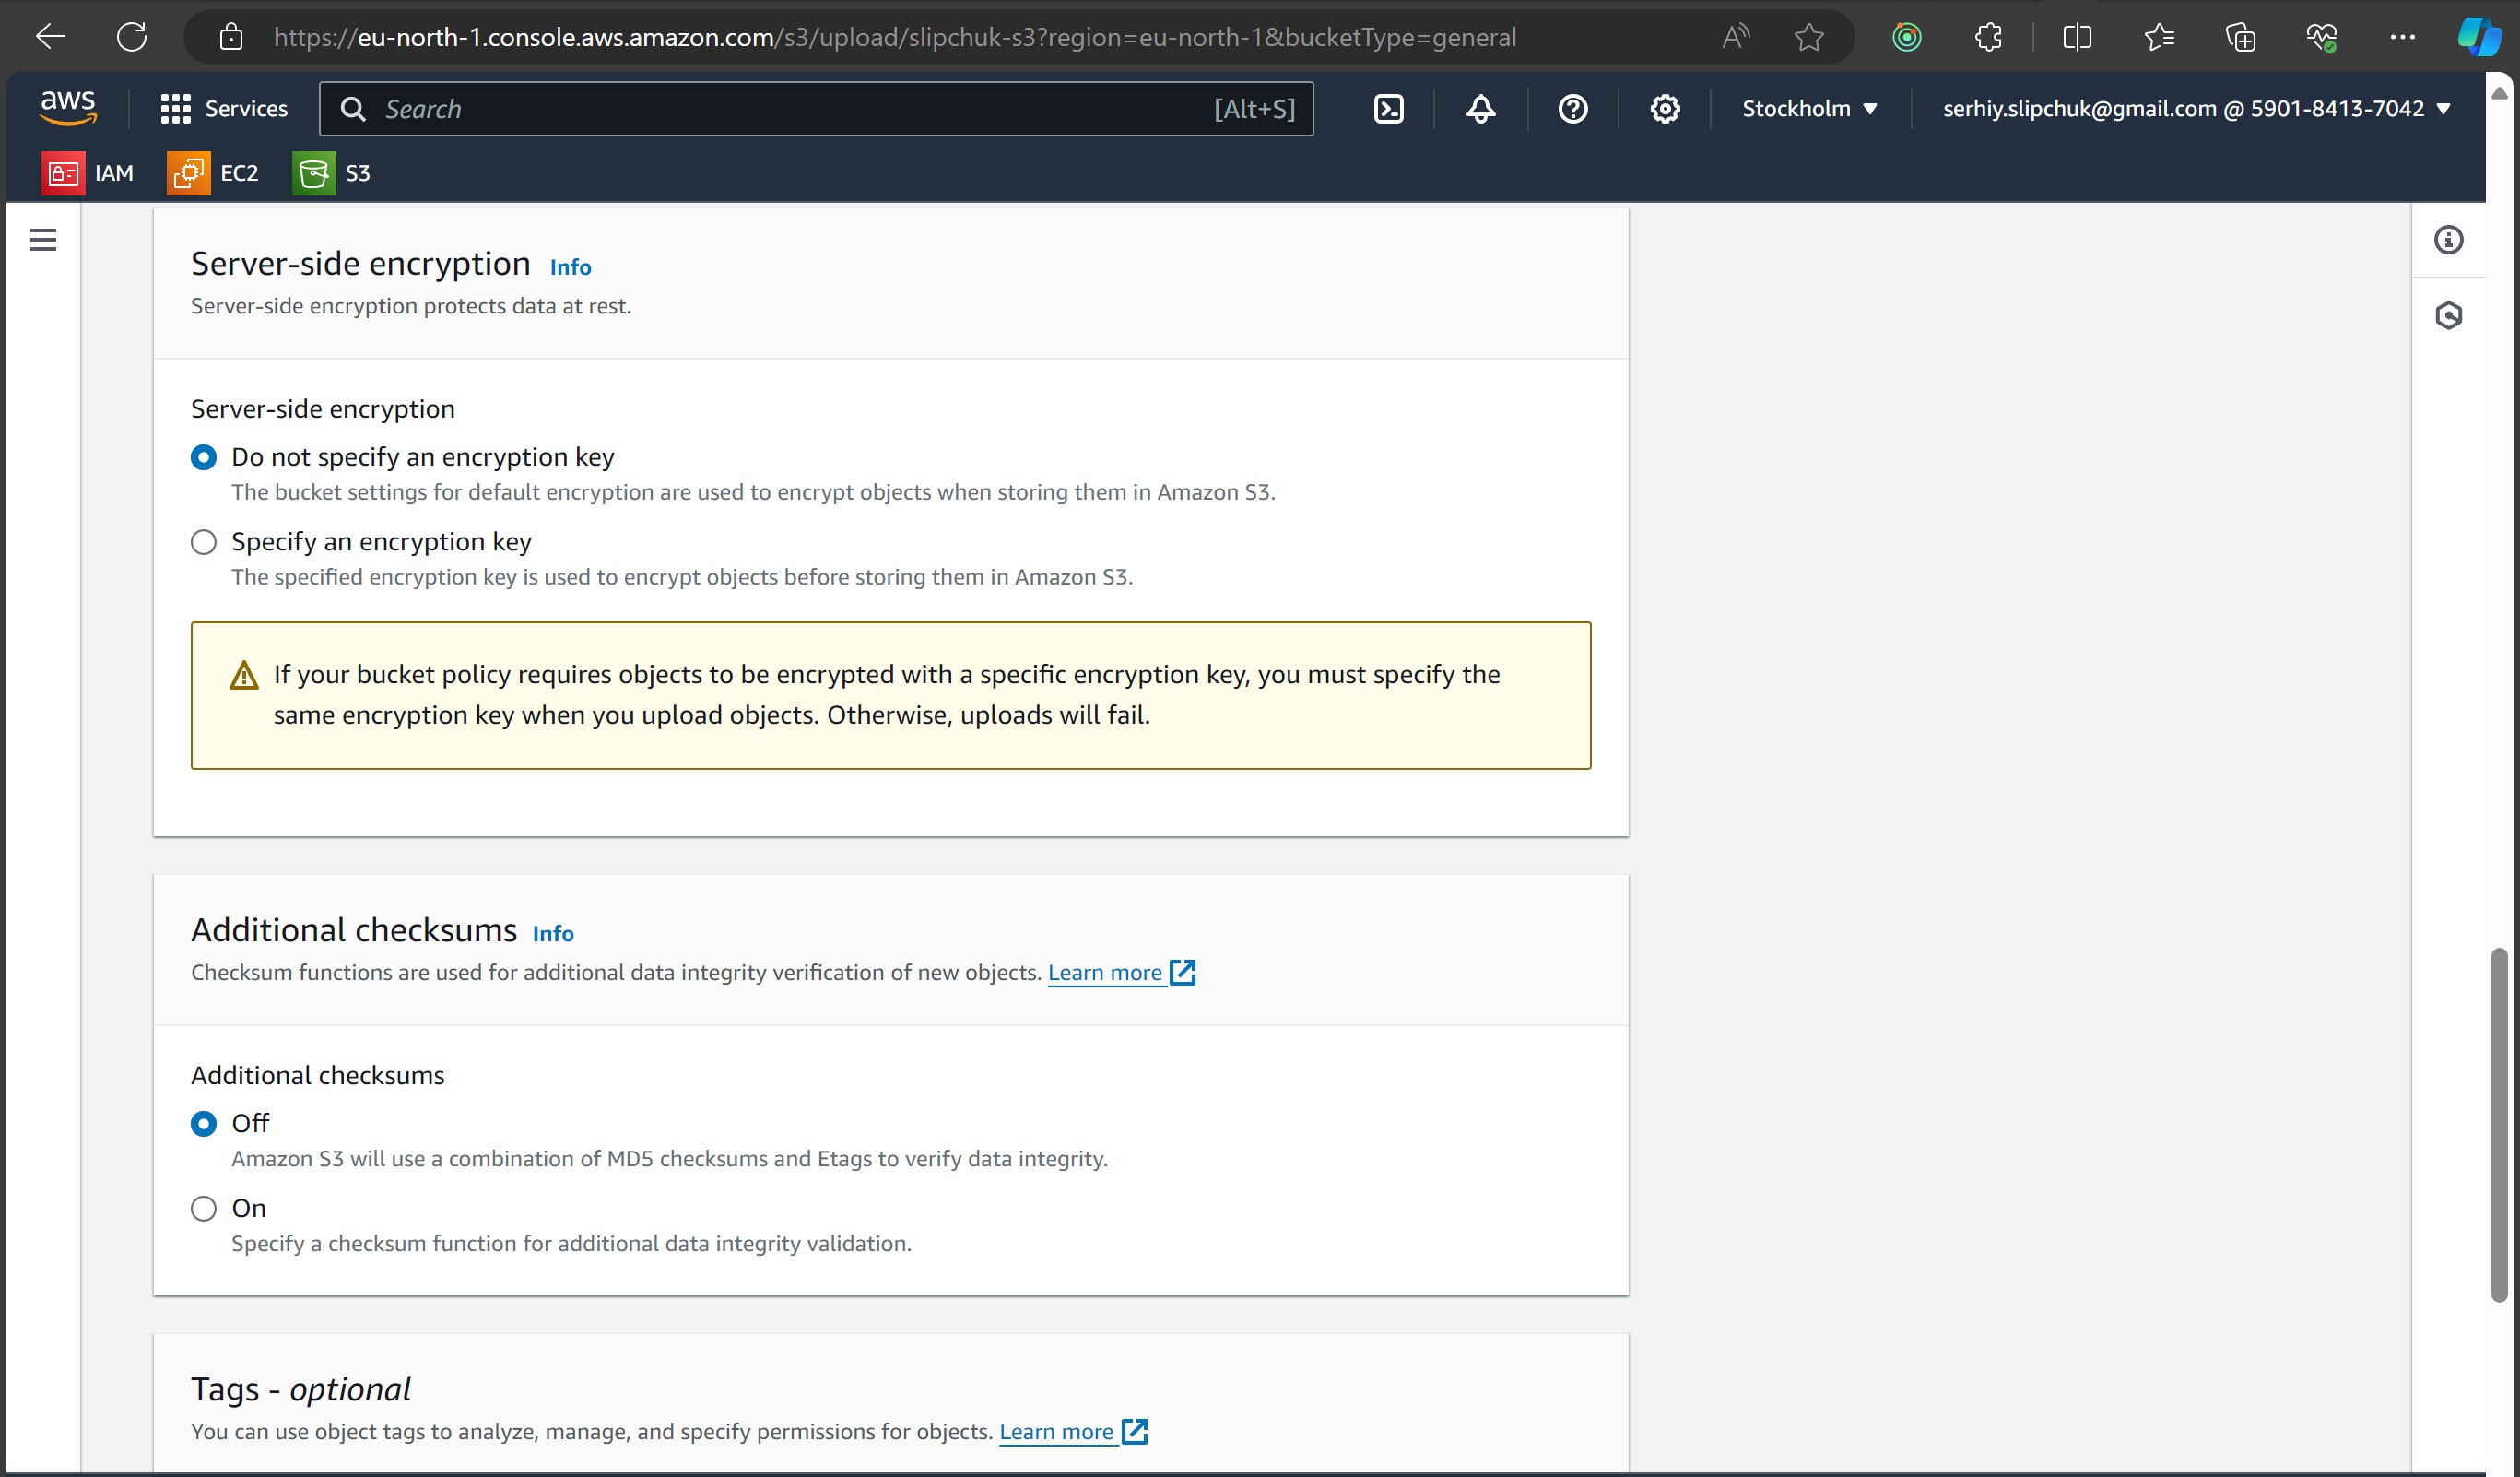 https://eu-north-1.console.aws.amazon.com/s3/upload/slipchuk-s3?region=eu-north-1&bucketType=general
aws
Services
Search
[Alt+S]
Stockholm
serhiy.slipchuk@gmail.com @ 5901-8413-7042
IAM
EC2
S3
Server-side encryption Info
Server-side encryption protects data at rest.
Server-side encryption
Do not specify an encryption key
The bucket settings for default encryption are used to encrypt objects when storing them in Amazon S3.
Specify an encryption key
The specified encryption key is used to encrypt objects before storing them in Amazon S3.
If your bucket policy requires objects to be encrypted with a specific encryption key, you must specify the
same encryption key when you upload objects. Otherwise, uploads will fail.
Additional checksums Info
Checksum functions are used for additional data integrity verification of new objects. Learn more
Additional checksums
Off
Amazon S3 will use a combination of MD5 checksums and Etags to verify data integrity.
On
Specify a checksum function for additional data integrity validation.
Tags - optional
You can use object tags to analyze, manage, and specify permissions for objects. Learn more